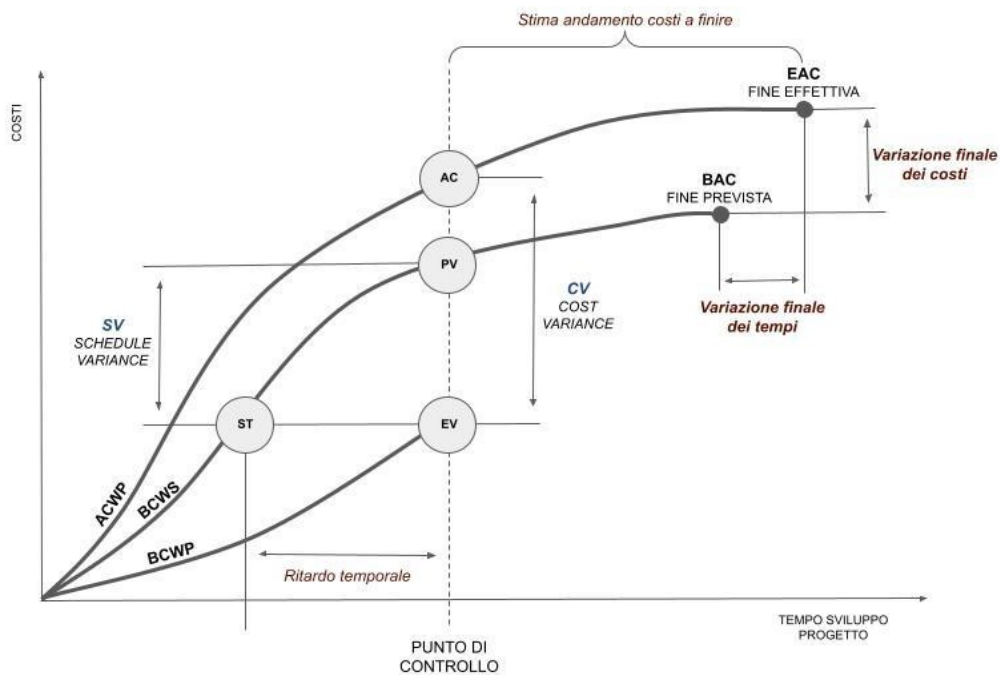 Stima andamento costi a finire
EAC
FINE EFFETTIVA
COSTI
Variazione finale
dei costi
AC
BAC
FINE PREVISTA
PV
CV
COST
VARIANCE
SV
SCHEDULE
VARIANCE
Variazione finale
dei tempi
ST
EV
ACWP
BCWS
BCWP
Ritardo temporale
TEMPO SVILUPPO
PROGETTO
PUNTO DI
CONTROLLO